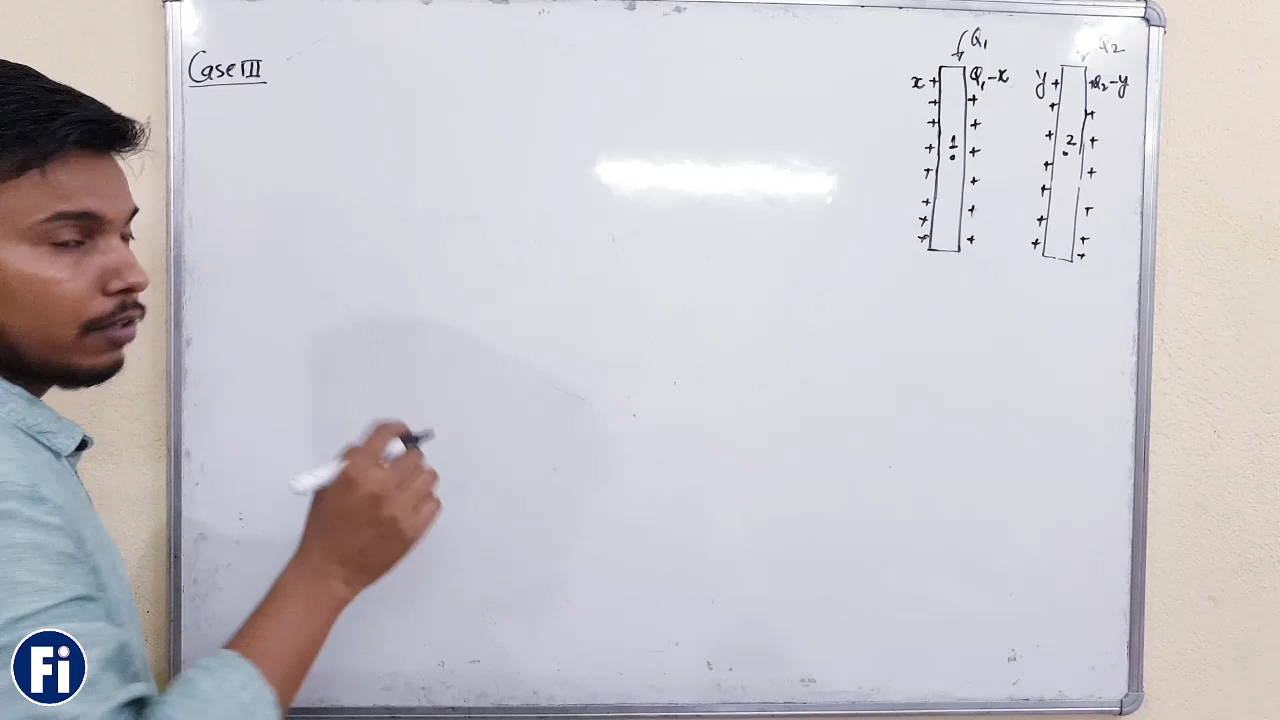 Case III
Q₁
Q₂
x + Q₁-x
y + +Q₂-y
1
2
Fi